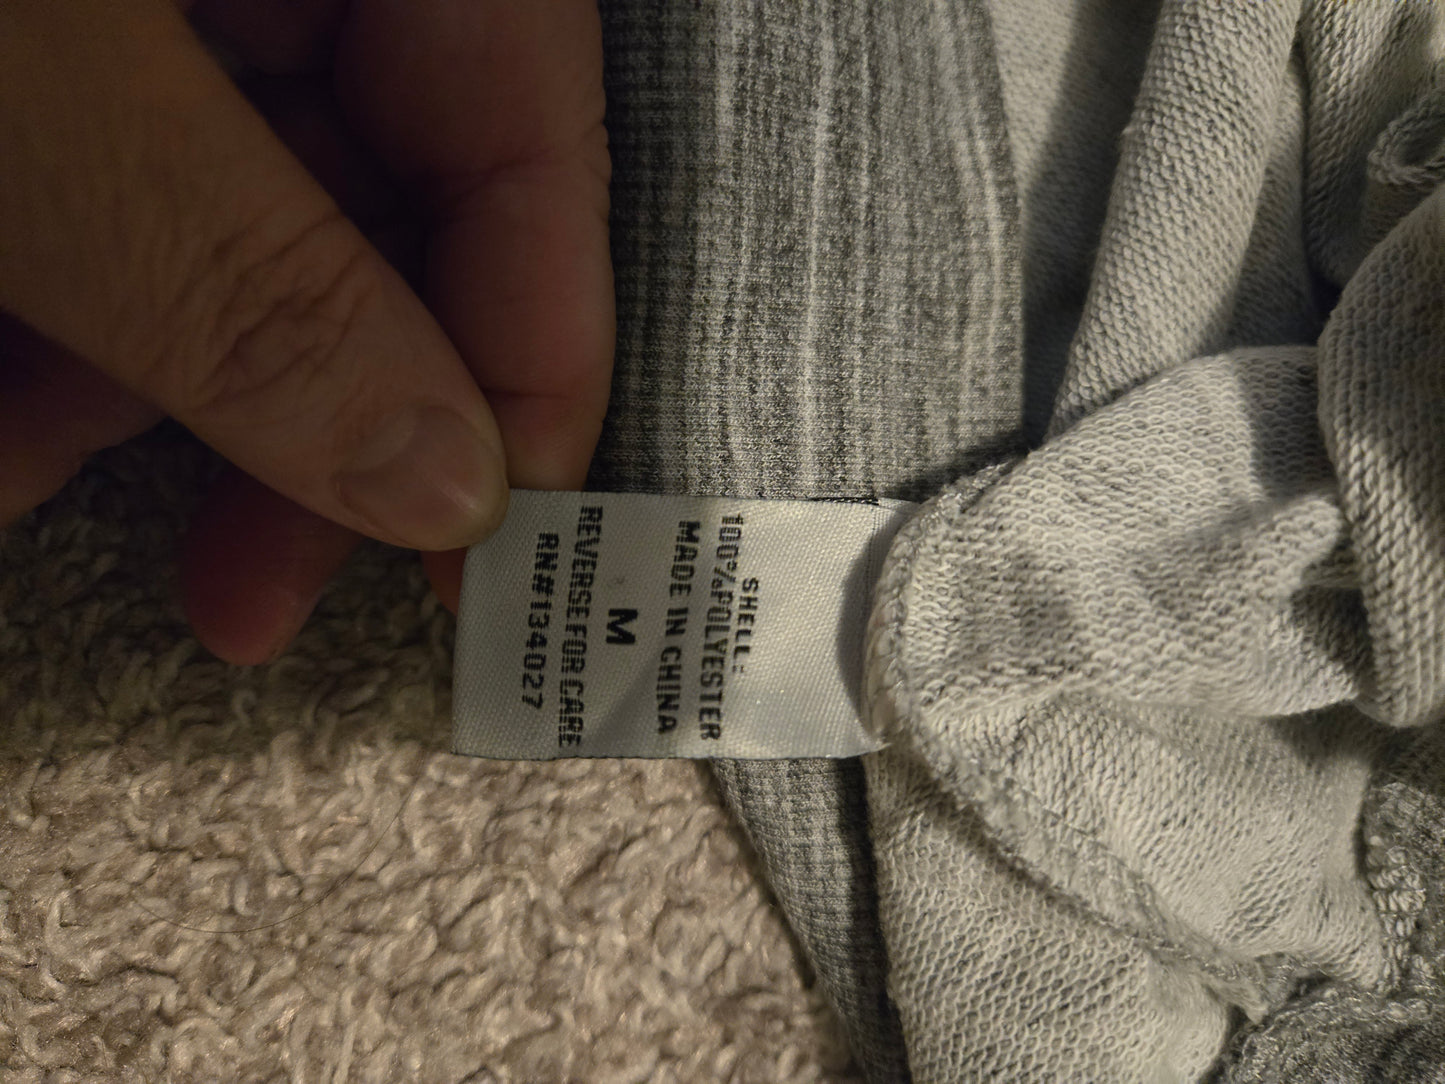 SHELL:
100%POLYESTER
MADE IN CHINA
M
REVERSE FOR CARE
RN#134027